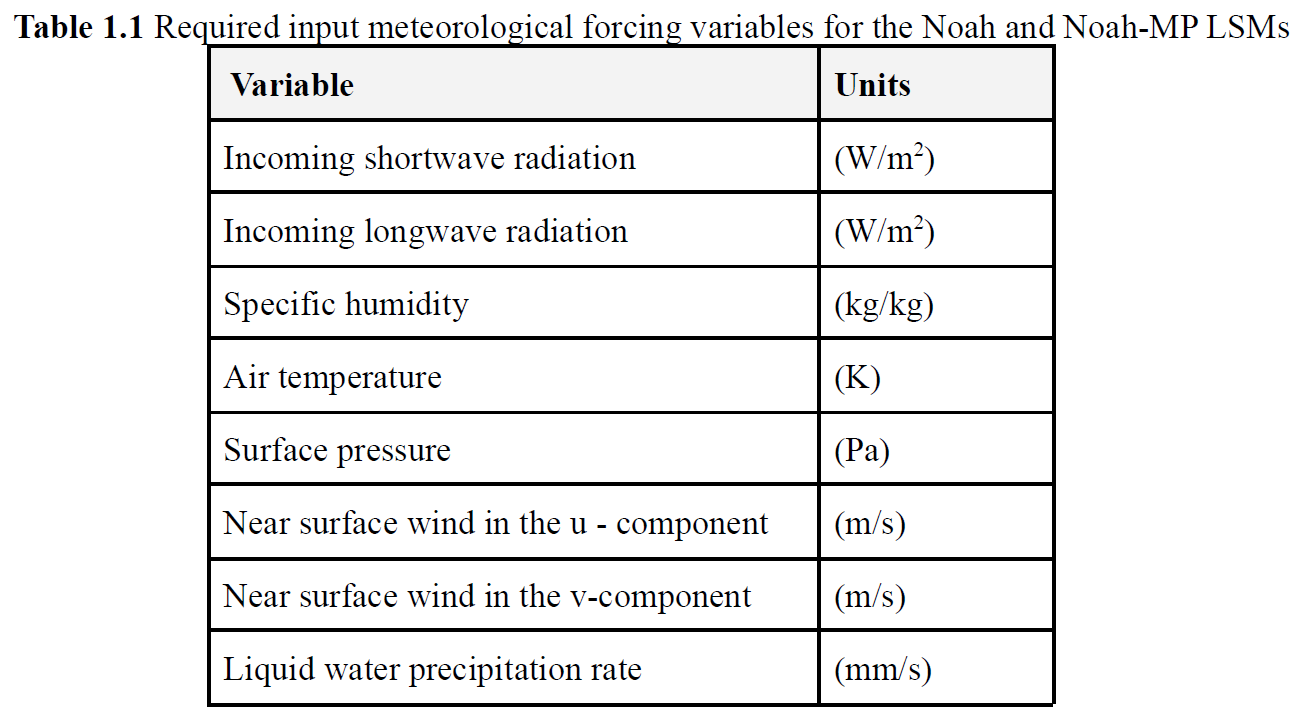 Table 1.1 Required input meteorological forcing variables for the Noah and Noah-MP LSMs
Variable Units
Incoming shortwave radiation (W/m²)
Incoming longwave radiation (W/m²)
Specific humidity (kg/kg)
Air temperature (K)
Surface pressure (Pa)
Near surface wind in the u - component (m/s)
Near surface wind in the v-component (m/s)
Liquid water precipitation rate (mm/s)